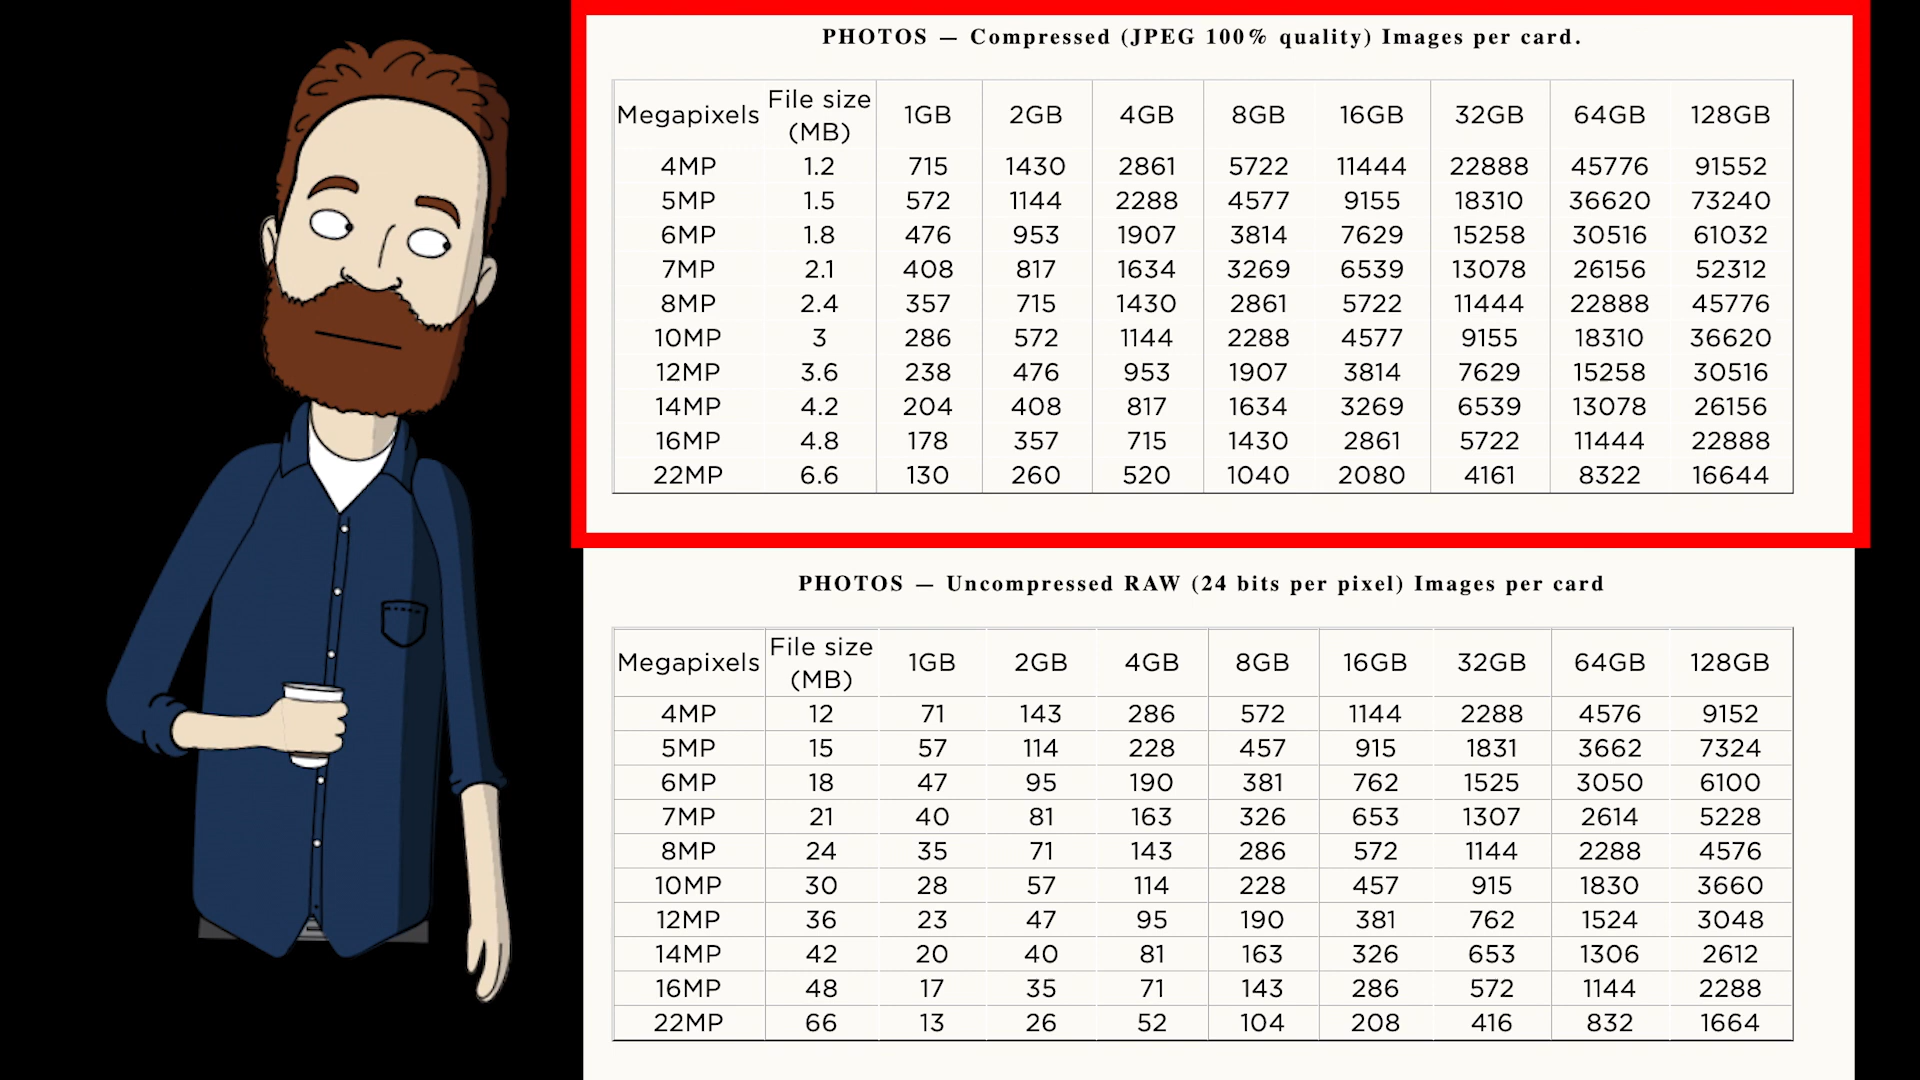 PHOTOS — Compressed (JPEG 100% quality) Images per card.
Megapixels File size (MB) 1GB 2GB 4GB 8GB 16GB 32GB 64GB 128GB
4MP 1.2 715 1430 2861 5722 11444 22888 45776 91552
5MP 1.5 572 1144 2288 4577 9155 18310 36620 73240
6MP 1.8 476 953 1907 3814 7629 15258 30516 61032
7MP 2.1 408 817 1634 3269 6539 13078 26156 52312
8MP 2.4 357 715 1430 2861 5722 11444 22888 45776
10MP 3 286 572 1144 2288 4577 9155 18310 36620
12MP 3.6 238 476 953 1907 3814 7629 15258 30516
14MP 4.2 204 408 817 1634 3269 6539 13078 26156
16MP 4.8 178 357 715 1430 2861 5722 11444 22888
22MP 6.6 130 260 520 1040 2080 4161 8322 16644
PHOTOS — Uncompressed RAW (24 bits per pixel) Images per card
Megapixels File size (MB) 1GB 2GB 4GB 8GB 16GB 32GB 64GB 128GB
4MP 12 71 143 286 572 1144 2288 4576 9152
5MP 15 57 114 228 457 915 1831 3662 7324
6MP 18 47 95 190 381 762 1525 3050 6100
7MP 21 40 81 163 326 653 1307 2614 5228
8MP 24 35 71 143 286 572 1144 2288 4576
10MP 30 28 57 114 228 457 915 1830 3660
12MP 36 23 47 95 190 381 762 1524 3048
14MP 42 20 40 81 163 326 653 1306 2612
16MP 48 17 35 71 143 286 572 1144 2288
22MP 66 13 26 52 104 208 416 832 1664